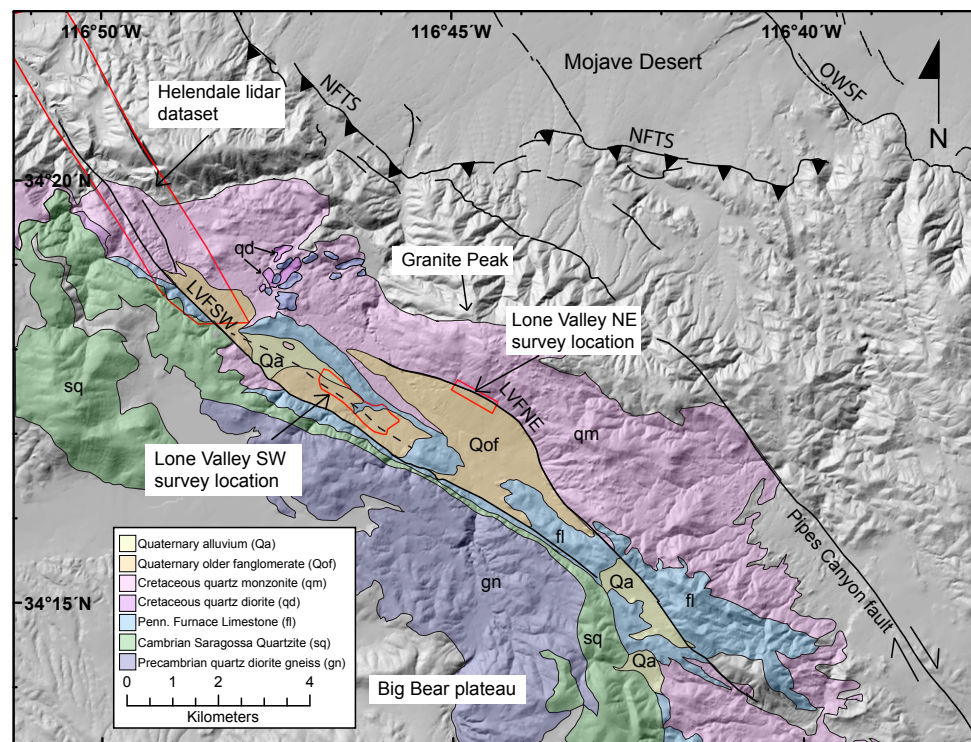 116°50´W
116°45´W
116°40´W
Mojave Desert
NFTS
OWSF
Helendale lidar
dataset
NFTS
N
34°20´N
qd
Granite Peak
LVFSW
Lone Valley NE
survey location
Qa
sq
LVFNE
qm
Qof
Lone Valley SW
survey location
Pipes Canyon fault
fl
Quaternary alluvium (Qa)
Quaternary older fanglomerate (Qof)
Cretaceous quartz monzonite (qm)
Cretaceous quartz diorite (qd)
Penn. Furnace Limestone (fl)
Cambrian Saragossa Quartzite (sq)
Precambrian quartz diorite gneiss (gn)
gn
Qa
fl
34°15´N
sq
Qa
0 1 2 4
Kilometers
Big Bear plateau